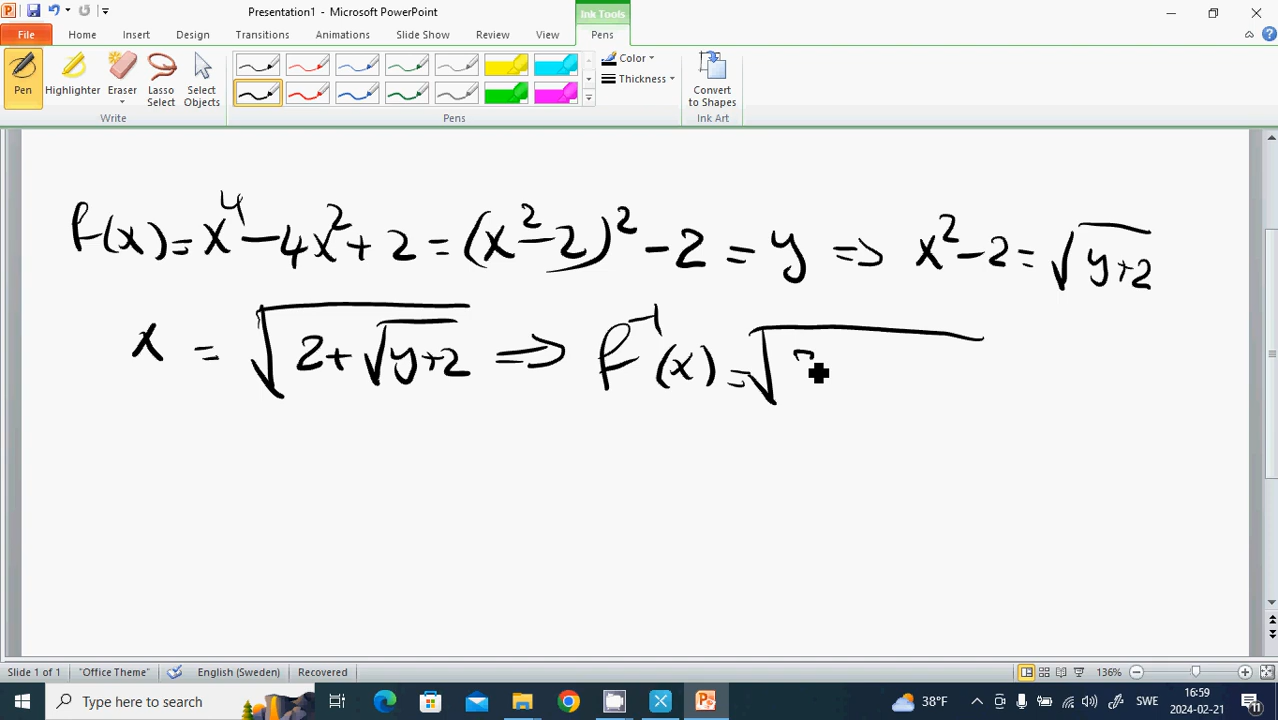 Presentation1 - Microsoft PowerPoint
Ink Tools
File Home Insert Design Transitions Animations Slide Show Review View Pens
Pen Highlighter Eraser Lasso Select Select Objects
Color
Thickness
Convert to Shapes
Write Pens Ink Art
f(x) = x⁴ - 4x² + 2 = (x² - 2)² - 2 = y ⇒ x² - 2 = √(y+2)
x = √(2 + √(y+2)) ⇒ f⁻¹(x) = √
Slide 1 of 1 "Office Theme" English (Sweden) Recovered 136%
Type here to search 38°F SWE 16:59
2024-02-21 11